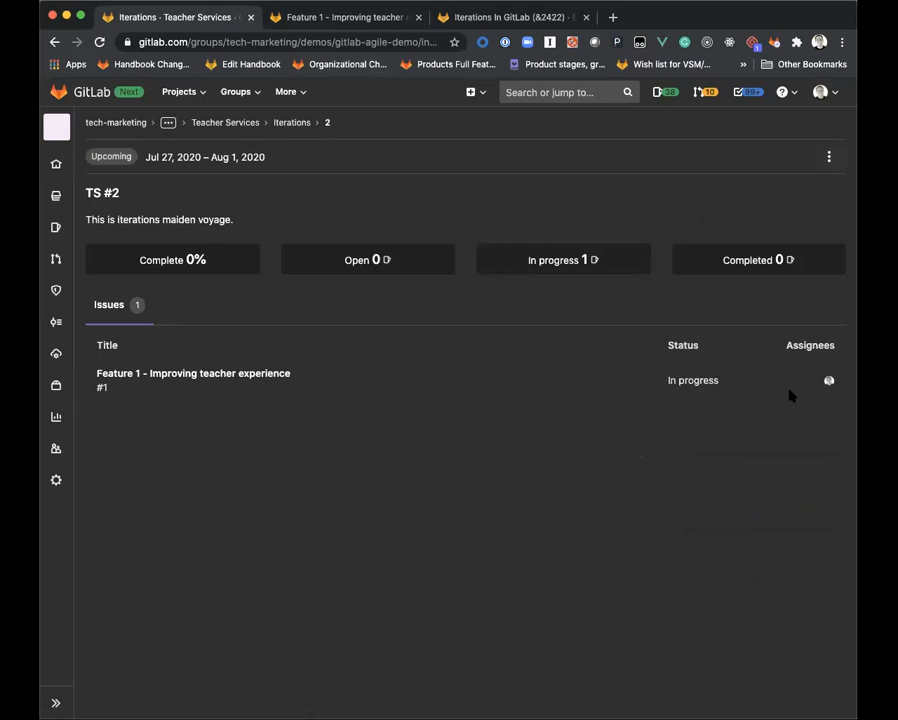 Iterations · Teacher Services ·
Feature 1 - Improving teacher e
Iterations In GitLab (&2422) · E
gitlab.com/groups/tech-marketing/demos/gitlab-agile-demo/in...
1
Apps Handbook Chang... Edit Handbook Organizational Ch... Products Full Feat... Product stages, gr... Wish list for VSM/... » Other Bookmarks
GitLab Next Projects Groups More Search or jump to... 38 10 99+
tech-marketing > ... > Teacher Services > Iterations > 2
Upcoming Jul 27, 2020 – Aug 1, 2020
TS #2
This is iterations maiden voyage.
Complete 0% Open 0 In progress 1 Completed 0
Issues 1
Title Status Assignees
Feature 1 - Improving teacher experience
#1
In progress